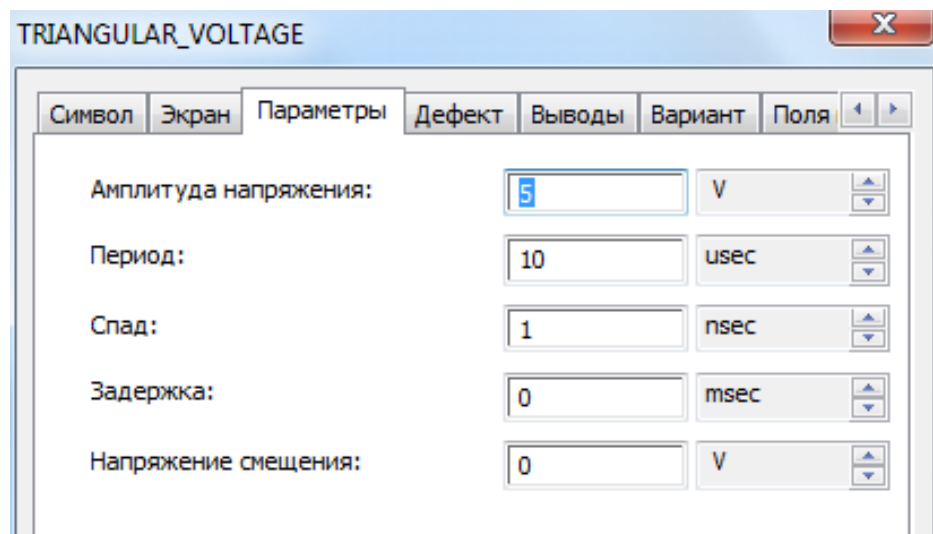 TRIANGULAR_VOLTAGE
Символ Экран Параметры Дефект Выводы Вариант Поля
Амплитуда напряжения: 5 V
Период: 10 usec
Спад: 1 nsec
Задержка: 0 msec
Напряжение смещения: 0 V